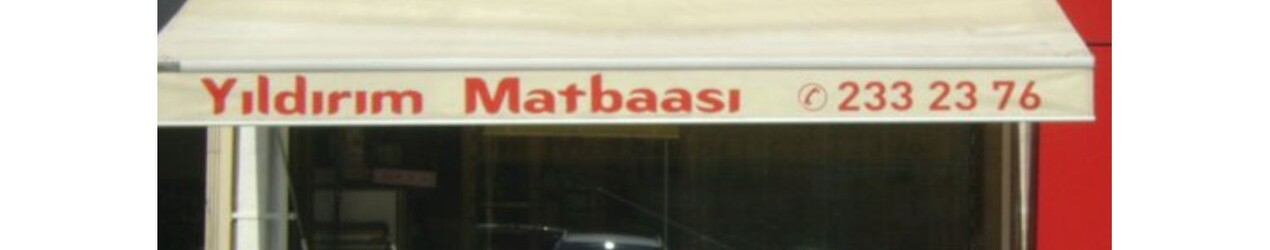 Yıldırım Matbaası ✆ 233 23 76